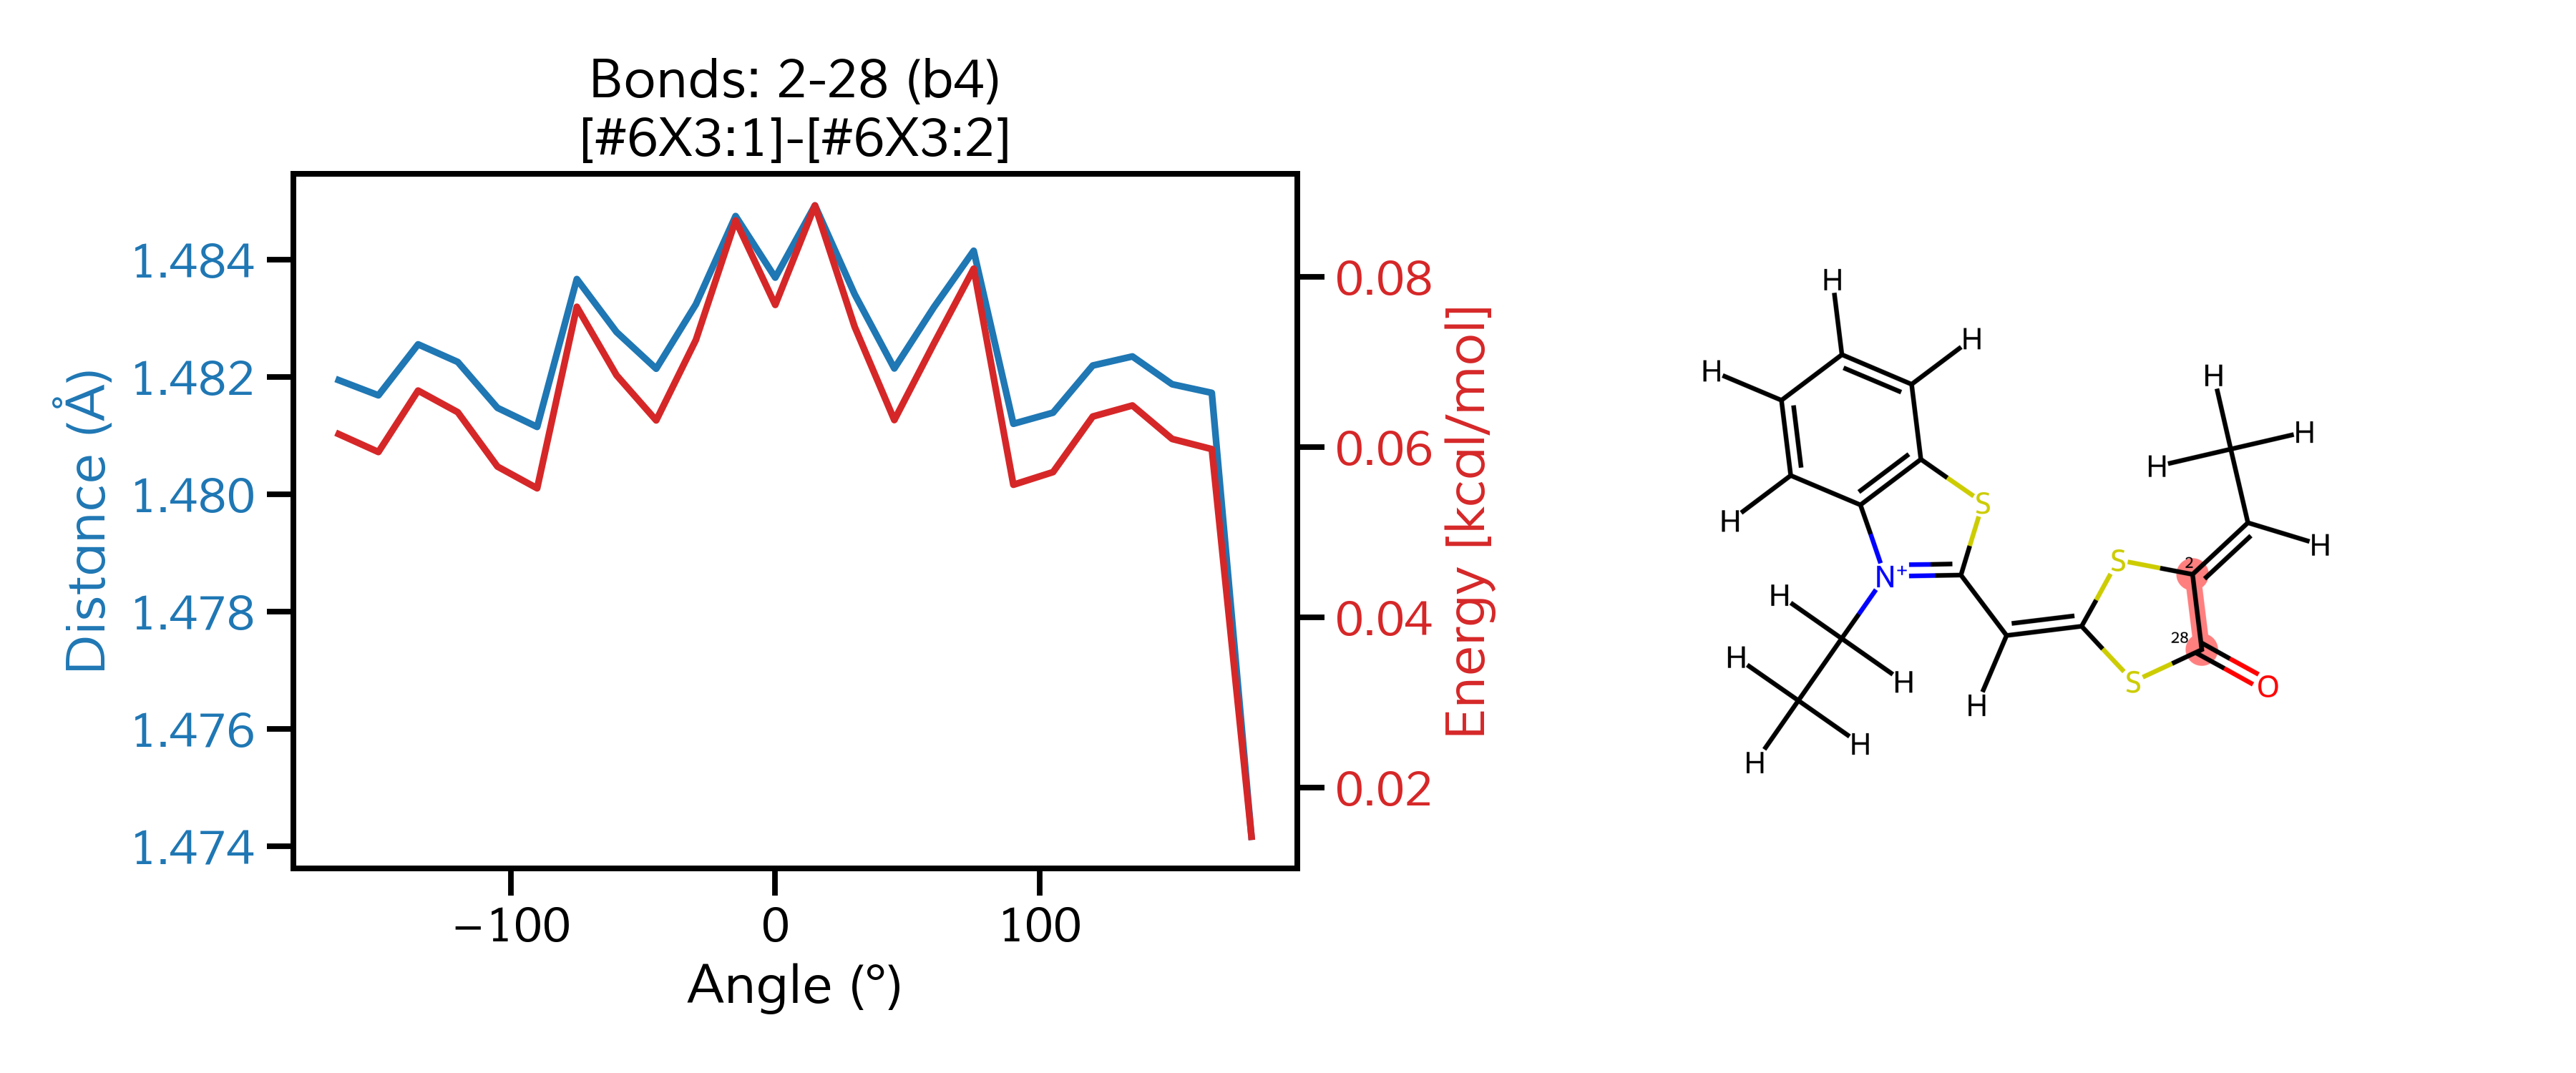 Bonds: 2-28 (b4)
[#6X3:1]-[#6X3:2]
Distance (Å)
1.484
1.482
1.480
1.478
1.476
1.474
−100
0
100
Angle (°)
0.08
0.06
0.04
0.02
Energy [kcal/mol]
H
H
H
H
H
H
H
S
H
H
S
2
N⁺
H
28
H
H
S
O
H
H
H